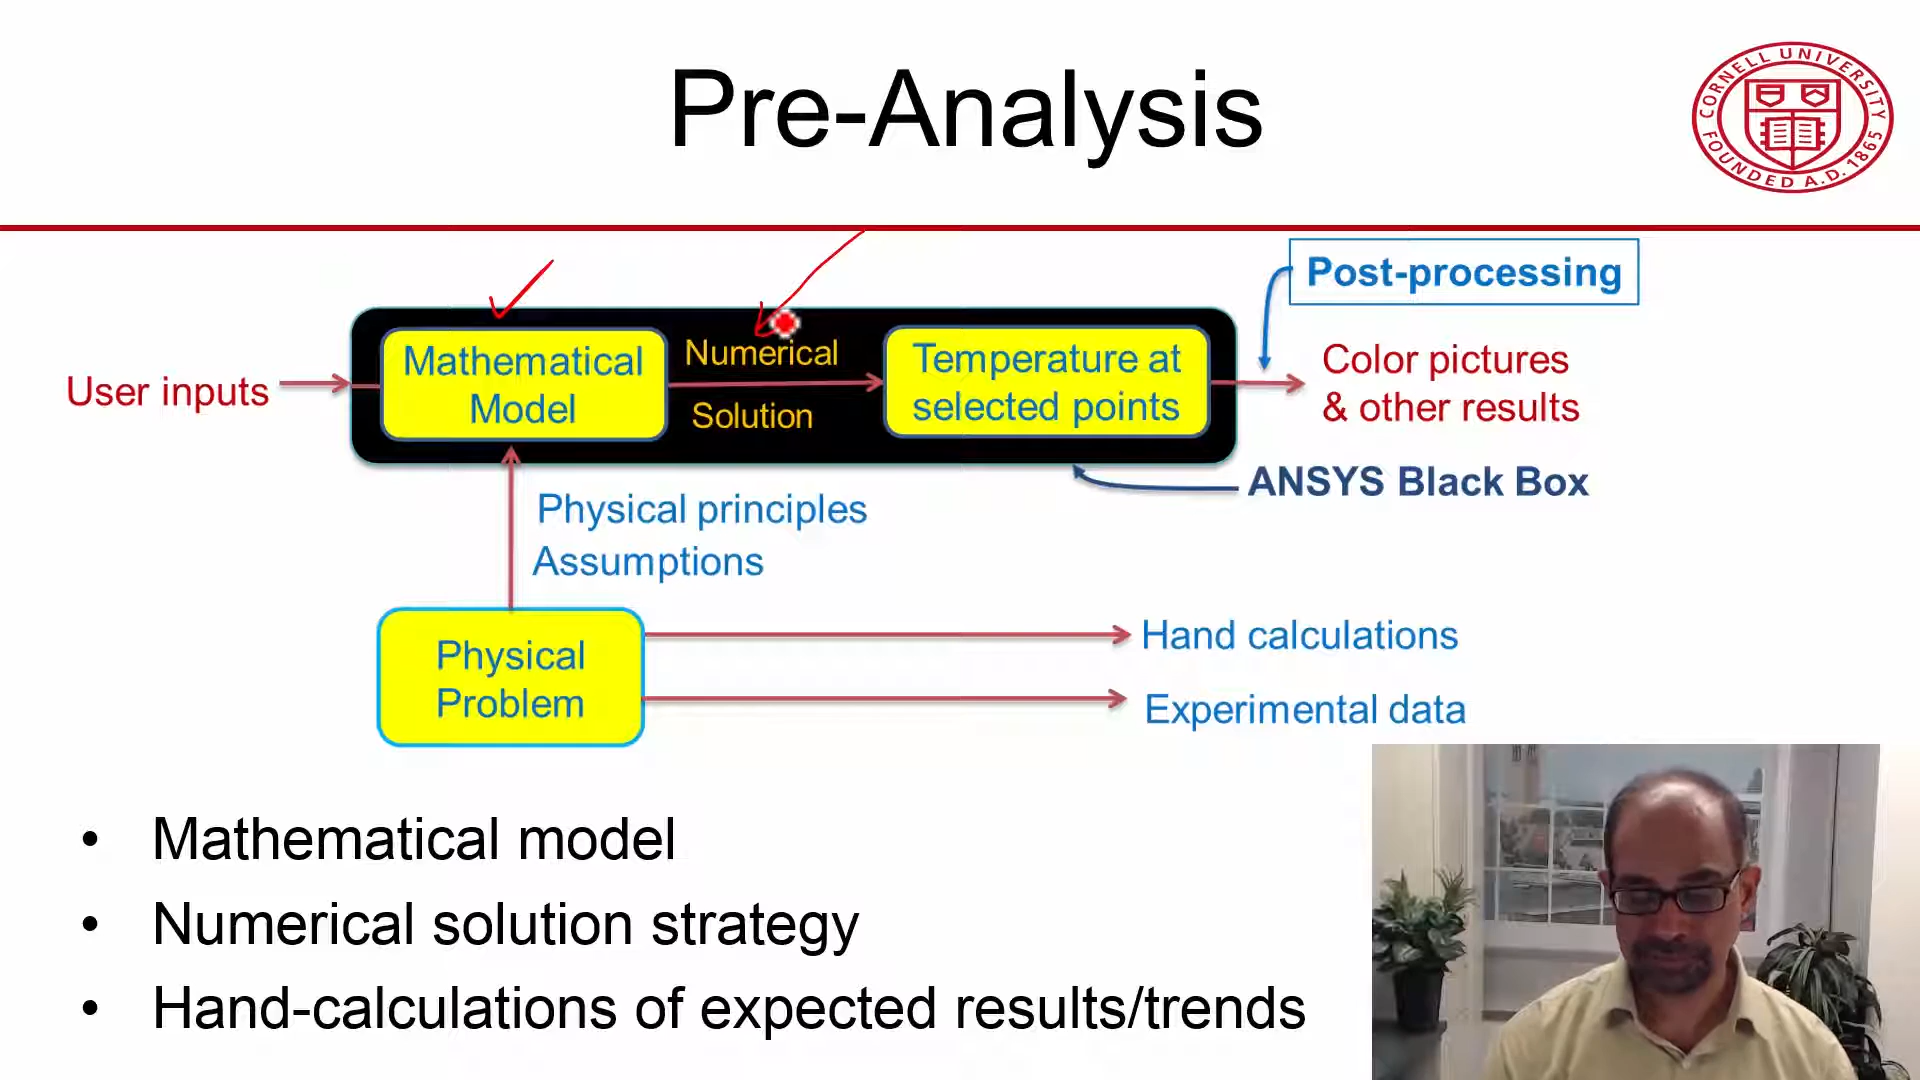 Pre-Analysis
CORNELL UNIVERSITY
FOUNDED A.D. 1865
Post-processing
User inputs
Mathematical
Model
Numerical
Solution
Temperature at
selected points
Color pictures
& other results
ANSYS Black Box
Physical principles
Assumptions
Physical
Problem
Hand calculations
Experimental data
• Mathematical model
• Numerical solution strategy
• Hand-calculations of expected results/trends